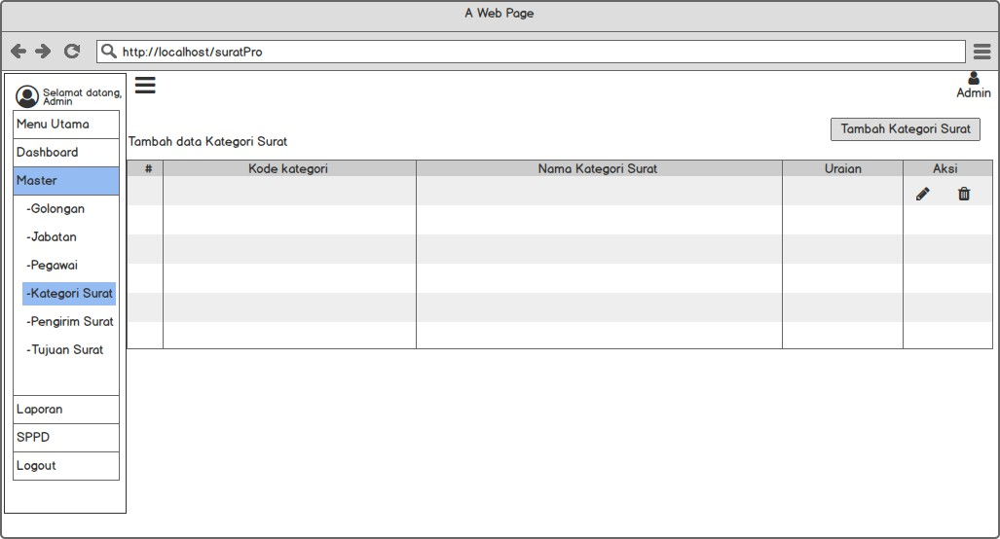 A Web Page
http://localhost/suratPro
Selamat datang,
Admin
Admin
Menu Utama
Dashboard
Master
-Golongan
-Jabatan
-Pegawai
-Kategori Surat
-Pengirim Surat
-Tujuan Surat
Laporan
SPPD
Logout
Tambah Kategori Surat
Tambah data Kategori Surat
# Kode kategori Nama Kategori Surat Uraian Aksi